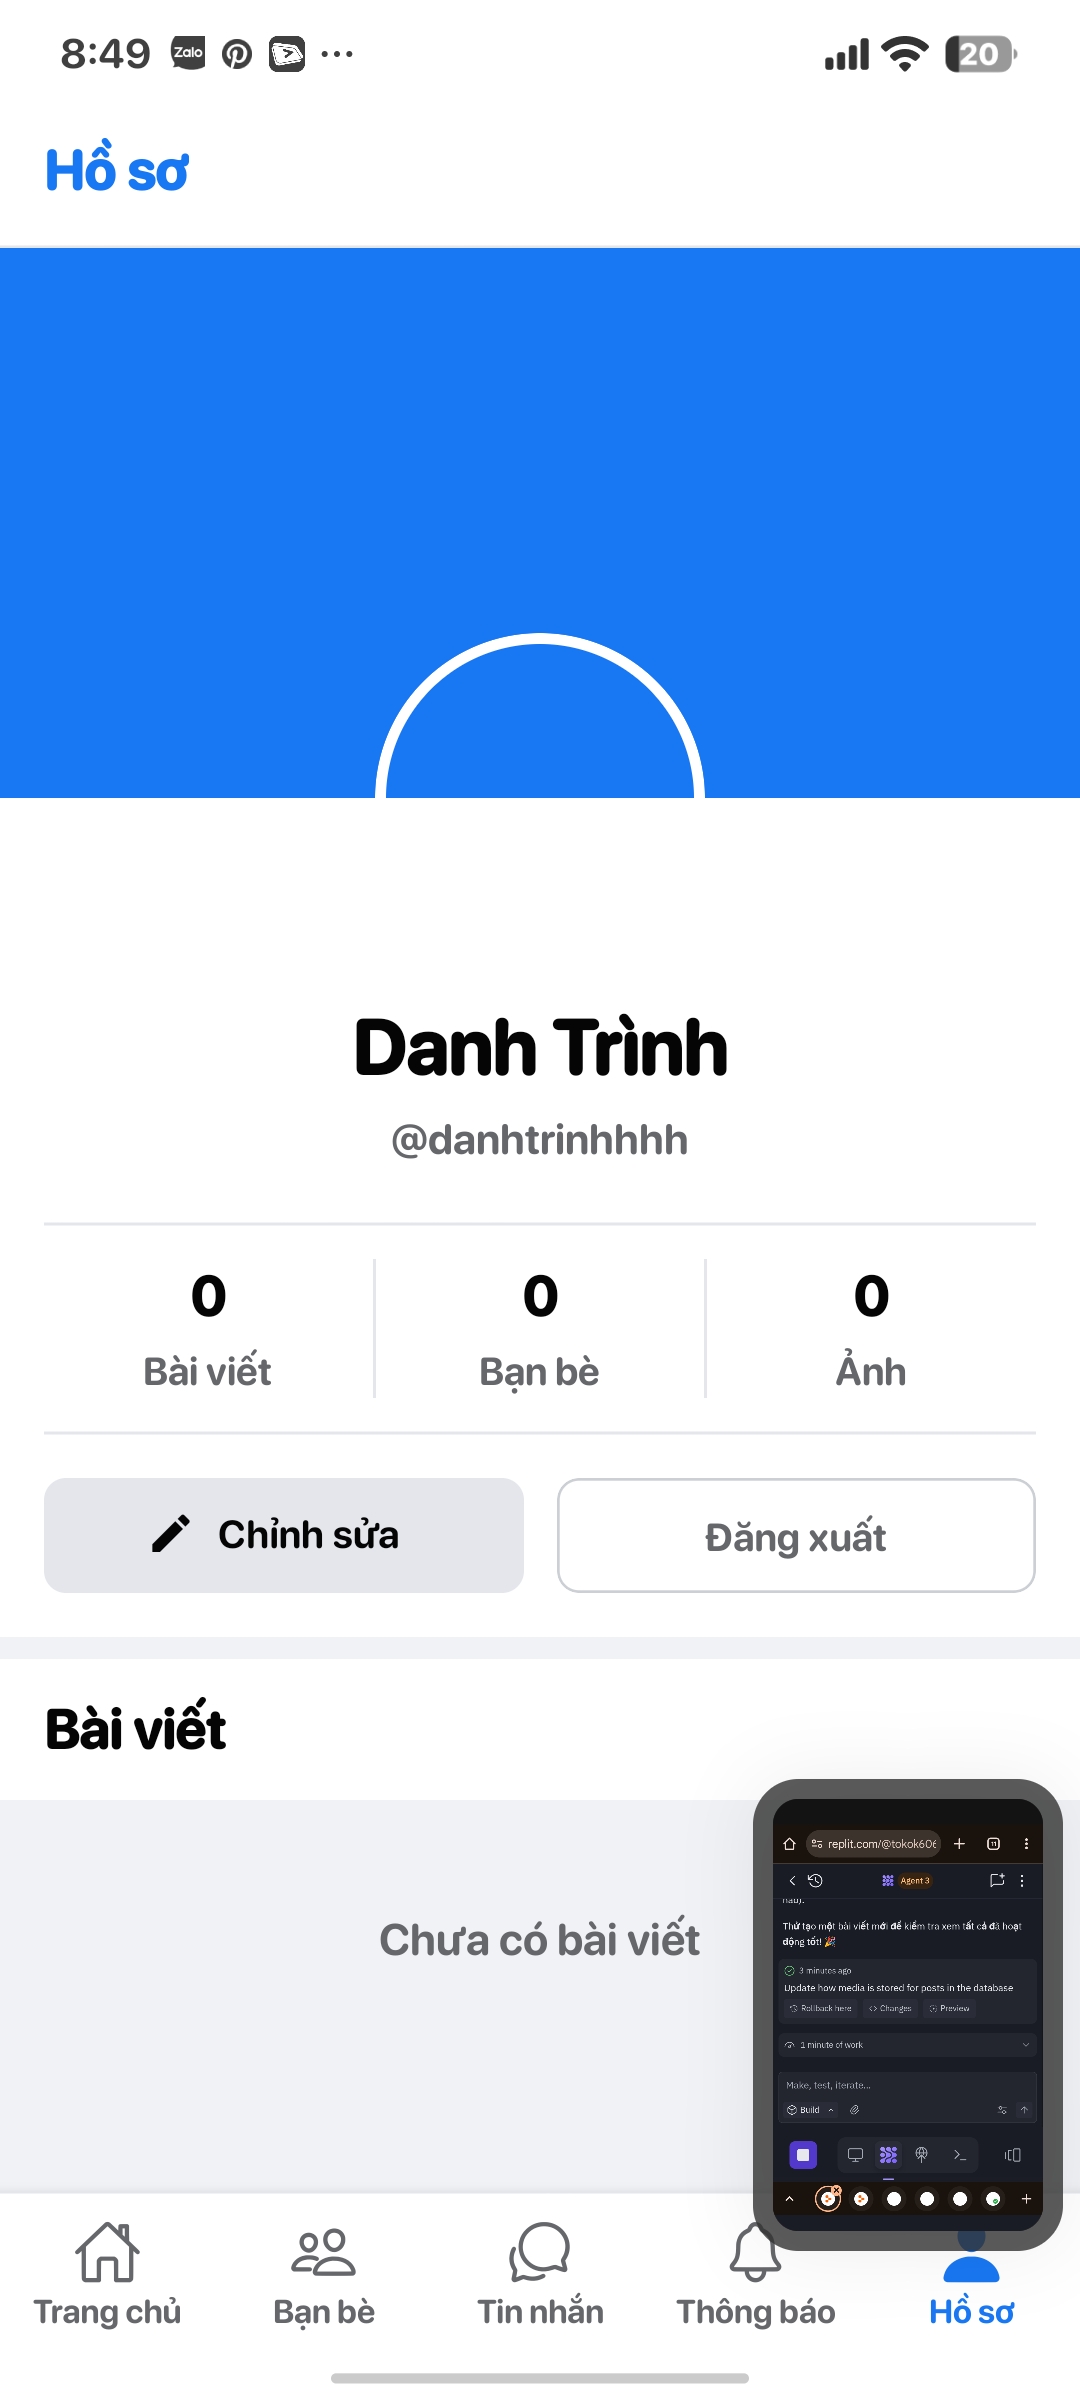 8:49 Zalo ... 20
Hồ sơ
Danh Trình
@danhtrinhhhh
0 0 0
Bài viết Bạn bè Ảnh
Chỉnh sửa Đăng xuất
Bài viết
Chưa có bài viết
replit.com/@tokok606
11
Agent 3
Thử tạo một bài viết mới để kiểm tra xem tất cả đã hoạt
động tốt! 🎉
3 minutes ago
Update how media is stored for posts in the database
Rollback here Changes Preview
1 minute of work
Make, test, iterate...
Build
Trang chủ Bạn bè Tin nhắn Thông báo Hồ sơ